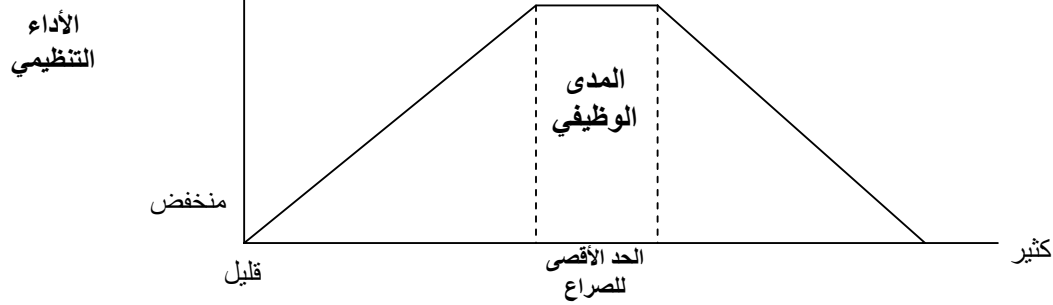 الأداء
التنظيمي
المدى
الوظيفي
منخفض
قليل
الحد الأقصى
للصراع
كثير